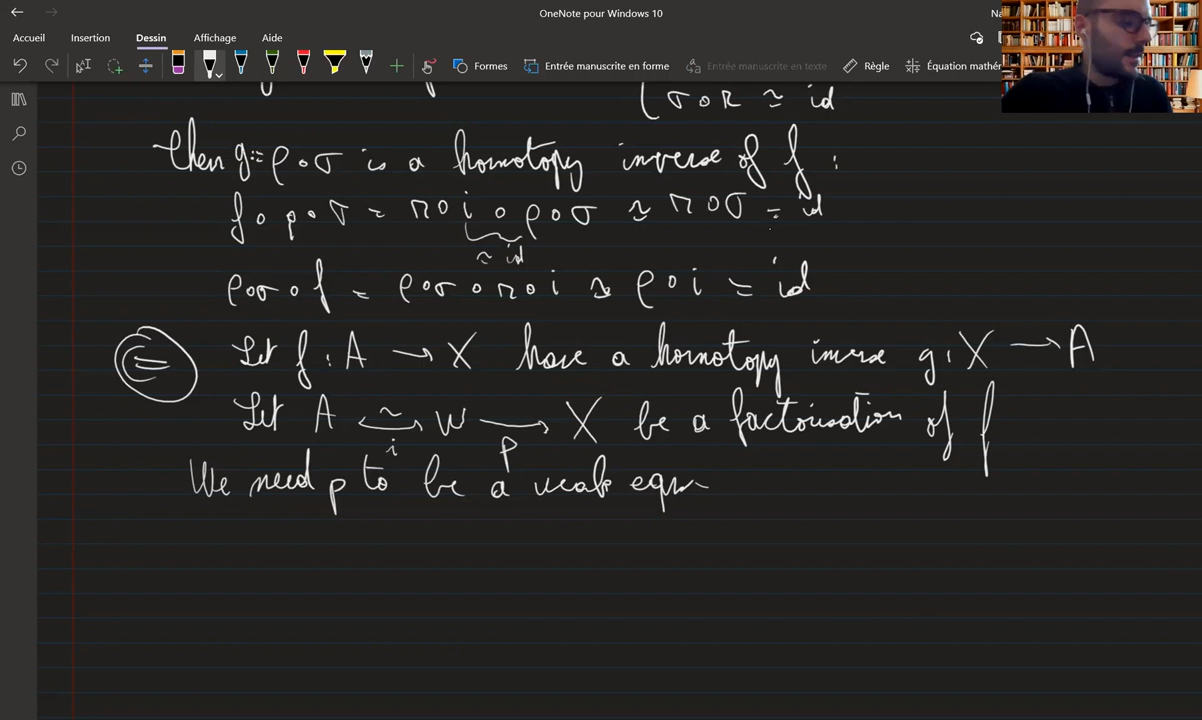 OneNote pour Windows 10
Accueil Insertion Dessin Affichage Aide
Formes Entrée manuscrite en forme Entrée manuscrite en texte Règle Équation mathé
σ ∘ r ≃ id
then g := ρ∘σ is a homotopy inverse of f :
f ∘ ρ ∘ σ = r ∘ i ∘ ρ ∘ σ ≃ r ∘ σ = id
≃ id
ρ∘σ∘f = ρ∘σ∘r∘i ≃ ρ∘i = id
⇐ Let f : A → X have a homotopy inverse g : X → A
Let A W X be a factorisation of f
∼ i p
We need p to be a weak equ